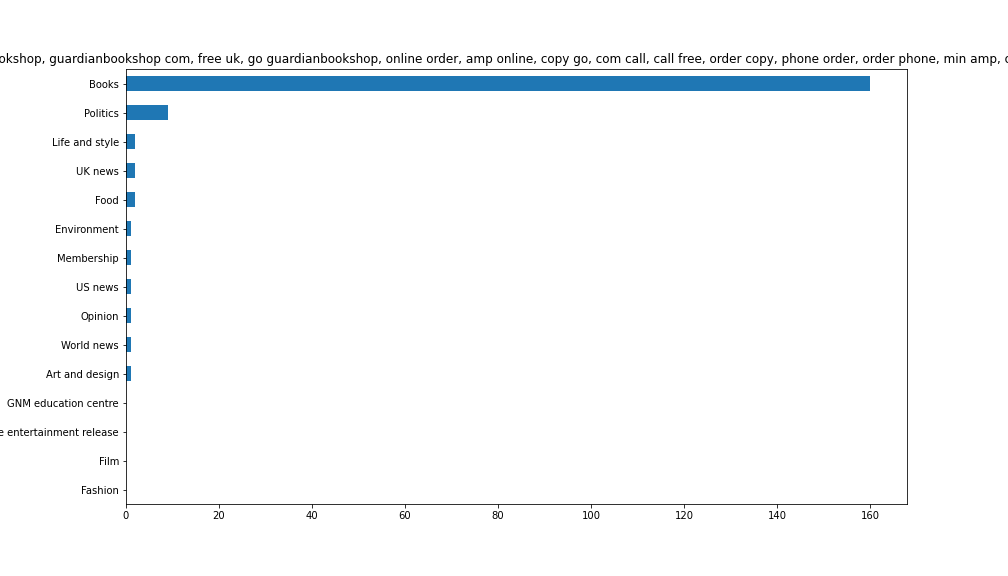 guardianbookshop com, free uk, go guardianbookshop, online order, amp online, copy go, com call, call free, order copy, phone order, order phone, min amp,
Books
Politics
Life and style
UK news
Food
Environment
Membership
US news
Opinion
World news
Art and design
GNM education centre
entertainment release
Film
Fashion
0 20 40 60 80 100 120 140 160